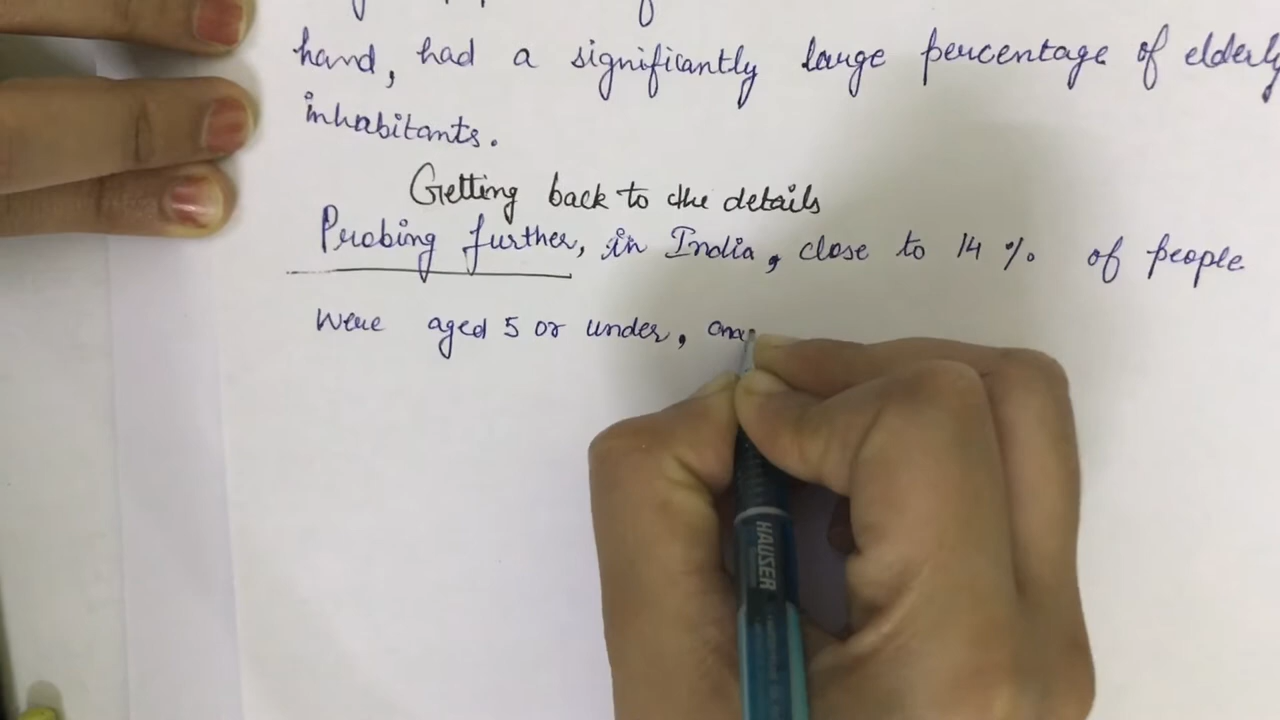 hand, had a significantly large percentage of elderly
inhabitants.
Getting back to the details
Probing further, in India, close to 14 % of people
were aged 5 or under,
HAUSER